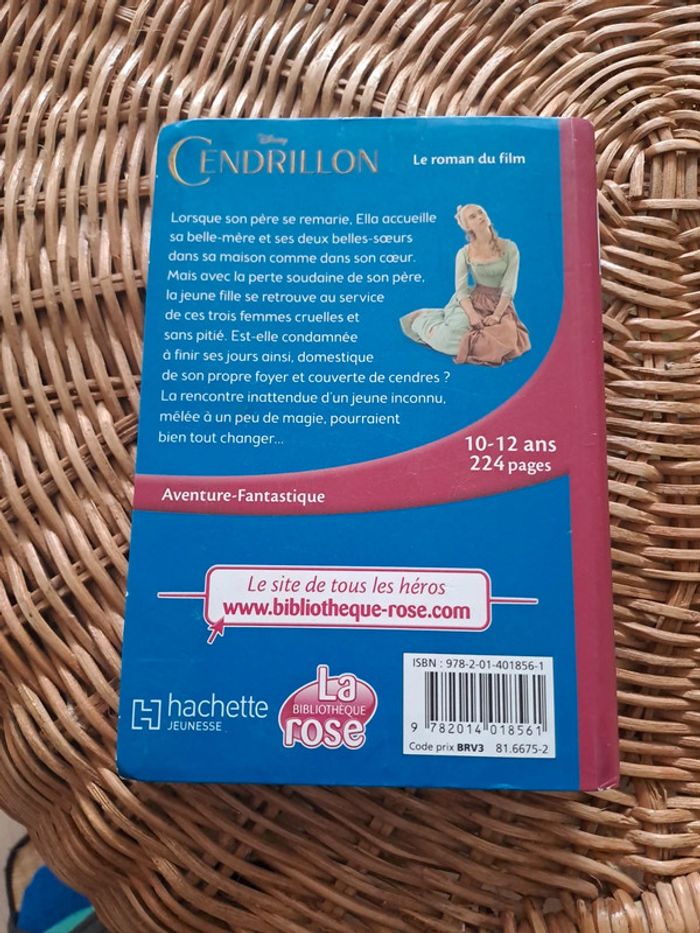 Disney
CENDRILLON
Le roman du film
Lorsque son père se remarie, Ella accueille
sa belle-mère et ses deux belles-sœurs
dans sa maison comme dans son cœur.
Mais avec la perte soudaine de son père,
la jeune fille se retrouve au service
de ces trois femmes cruelles et
sans pitié. Est-elle condamnée
à finir ses jours ainsi, domestique
de son propre foyer et couverte de cendres ?
La rencontre inattendue d'un jeune inconnu,
mêlée à un peu de magie, pourraient
bien tout changer...
10-12 ans
224 pages
Aventure-Fantastique
Le site de tous les héros
www.bibliotheque-rose.com
hachette
JEUNESSE
La
BIBLIOTHÈQUE
rose
ISBN : 978-2-01-401856-1
9 782014 018561
Code prix BRV3 81.6675-2